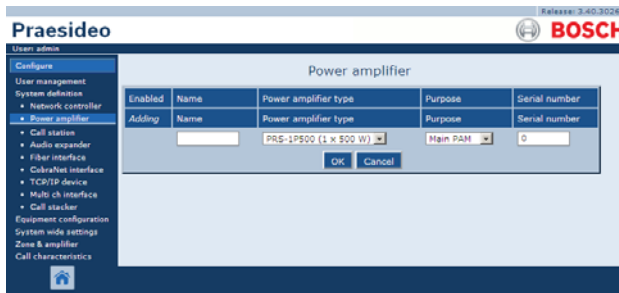 Release: 3.40.3026
Praesideo
BOSCH
User: admin
Configure
User management
System definition
• Network controller
• Power amplifier
• Call station
• Audio expander
• Fiber interface
• CobraNet interface
• TCP/IP device
• Multi ch interface
• Call stacker
Equipment configuration
System wide settings
Zone & amplifier
Call characteristics
Power amplifier
Enabled Name Power amplifier type Purpose Serial number
Adding Name Power amplifier type Purpose Serial number
PRS-1P500 (1 x 500 W) Main PAM 0
OK Cancel